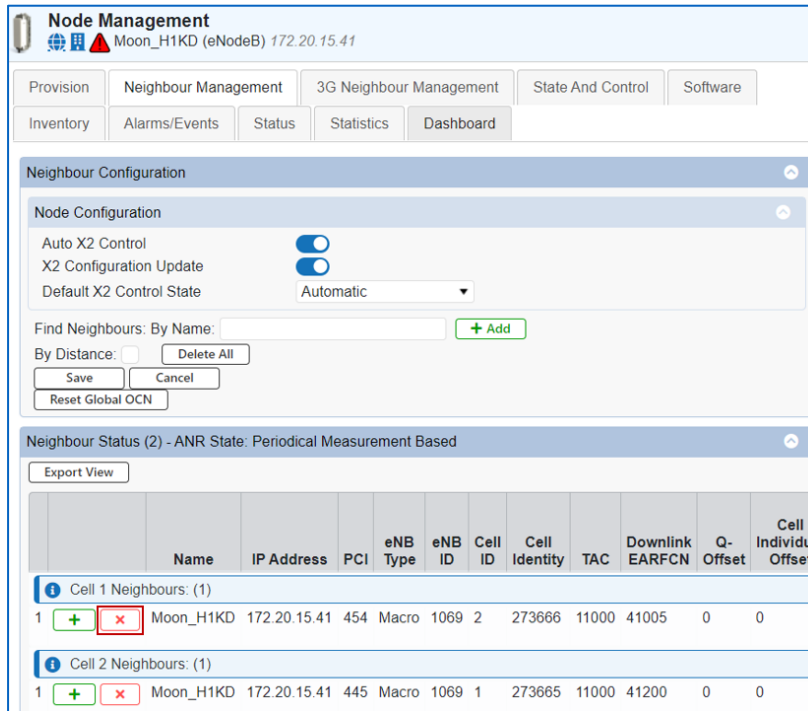 Node Management
Moon_H1KD (eNodeB) 172.20.15.41
Provision Neighbour Management 3G Neighbour Management State And Control Software
Inventory Alarms/Events Status Statistics Dashboard
Neighbour Configuration
Node Configuration
Auto X2 Control
X2 Configuration Update
Default X2 Control State Automatic
Find Neighbours: By Name: + Add
By Distance: Delete All
Save Cancel
Reset Global OCN
Neighbour Status (2) - ANR State: Periodical Measurement Based
Export View
Name IP Address PCI eNB Type eNB ID Cell ID Cell Identity TAC Downlink EARFCN Q-Offset Cell Individu Offset
Cell 1 Neighbours: (1)
1 + × Moon_H1KD 172.20.15.41 454 Macro 1069 2 273666 11000 41005 0 0
Cell 2 Neighbours: (1)
1 + × Moon_H1KD 172.20.15.41 445 Macro 1069 1 273665 11000 41200 0 0